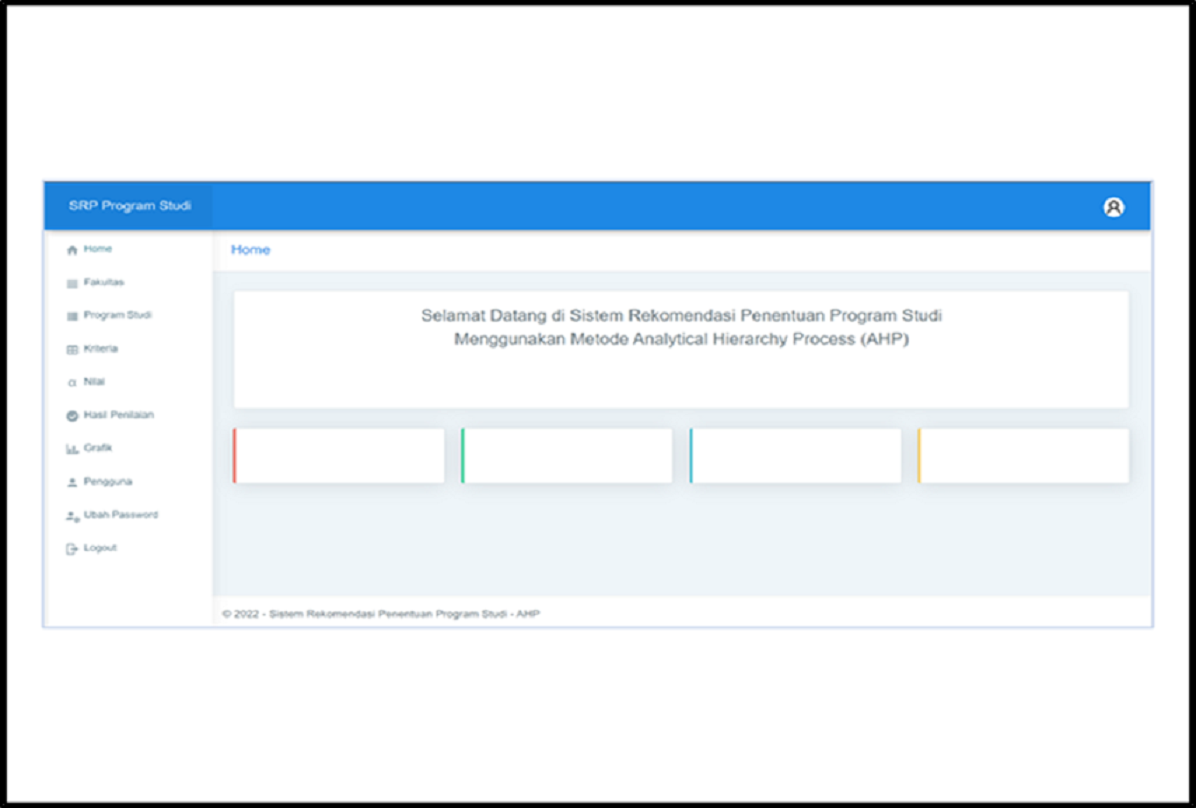 SRP Program Studi
Home
Fakultas
Program Studi
Kriteria
Nilai
Hasil Penilaian
Grafik
Pengguna
Ubah Password
Logout
Home
Selamat Datang di Sistem Rekomendasi Penentuan Program Studi
Menggunakan Metode Analytical Hierarchy Process (AHP)
© 2022 - Sistem Rekomendasi Penentuan Program Studi - AHP